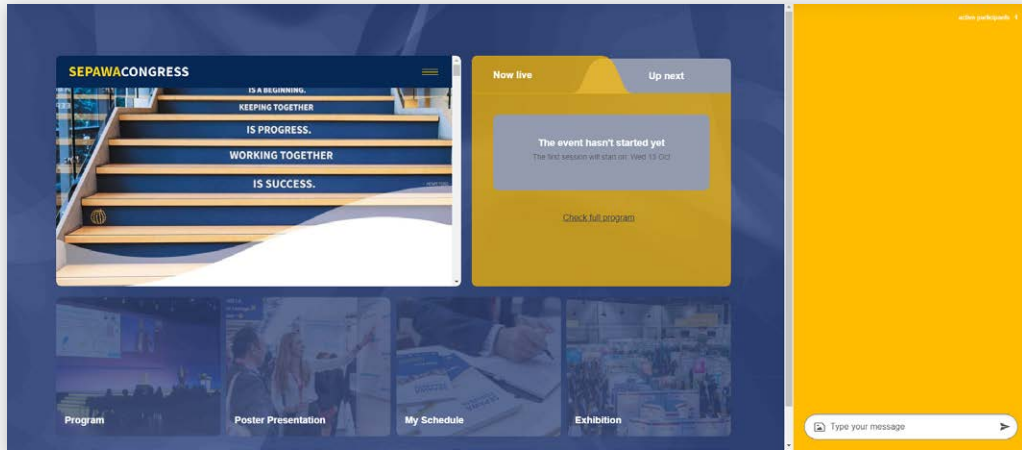 active participants
SEPAWACONGRESS
IS A BEGINNING.
KEEPING TOGETHER
IS PROGRESS.
WORKING TOGETHER
IS SUCCESS.
Now live
Up next
The event hasn't started yet
The first session will start on Wed 13 Oct
Check full program
Program
Poster Presentation
My Schedule
Exhibition
Type your message